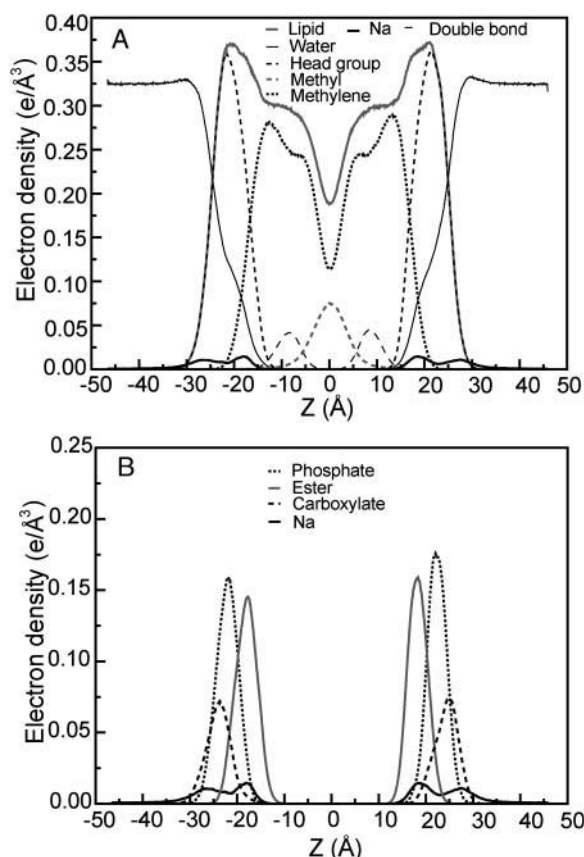 A
Lipid
Na
Double bond
Water
Head group
Methyl
Methylene
Electron density (e/Å³)
0.40
0.35
0.30
0.25
0.20
0.15
0.10
0.05
0.00
-50 -40 -30 -20 -10 0 10 20 30 40 50
Z (Å)
B
Phosphate
Ester
Carboxylate
Na
Electron density (e/Å³)
0.25
0.20
0.15
0.10
0.05
0.00
-50 -40 -30 -20 -10 0 10 20 30 40 50
Z (Å)